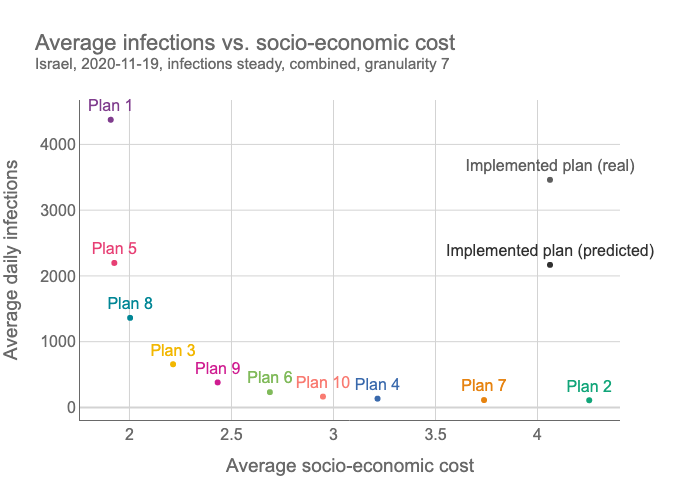 Average infections vs. socio-economic cost
Israel, 2020-11-19, infections steady, combined, granularity 7
Plan 1
4000
Implemented plan (real)
3000
Plan 5
Implemented plan (predicted)
2000
Plan 8
1000
Plan 3
Plan 9
Plan 6
Plan 10
Plan 4
Plan 7
Plan 2
0
2
2.5
3
3.5
4
Average daily infections
Average socio-economic cost